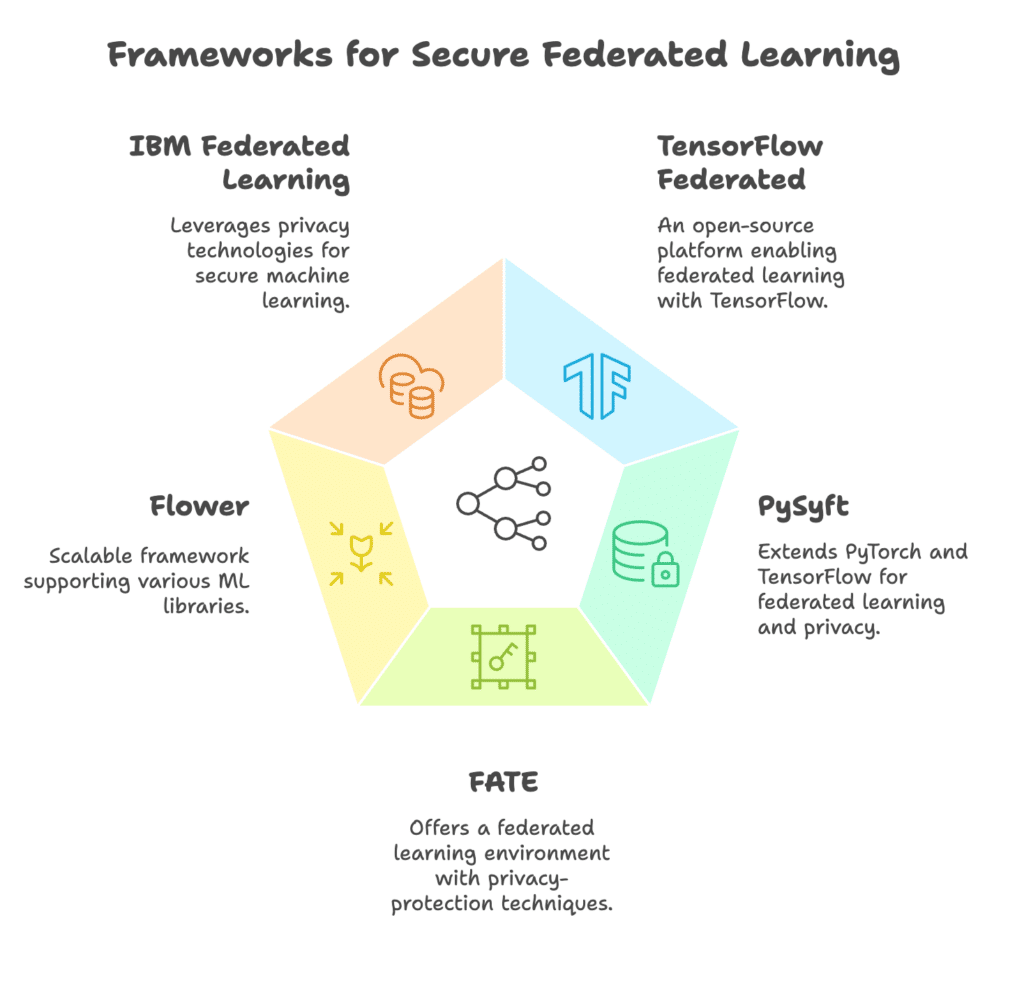 Frameworks for Secure Federated Learning
IBM Federated
Learning
Leverages privacy
technologies for
secure machine
learning.
TensorFlow
Federated
An open-source
platform enabling
federated learning
with TensorFlow.
Flower
Scalable framework
supporting various ML
libraries.
PySyft
Extends PyTorch and
TensorFlow for
federated learning
and privacy.
FATE
Offers a federated
learning environment
with privacy-
protection techniques.